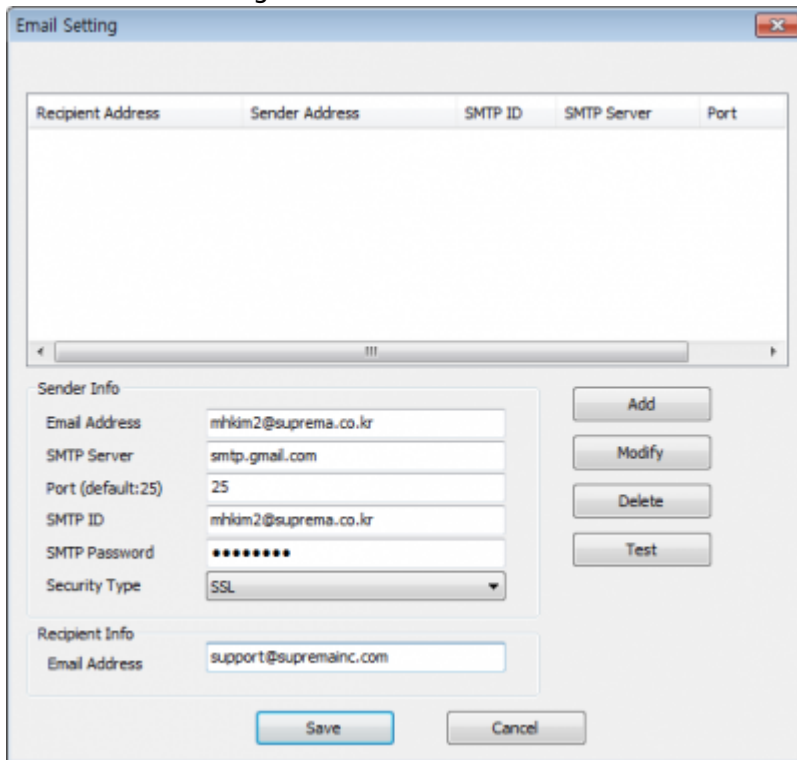 Email Setting
Recipient Address Sender Address SMTP ID SMTP Server Port
Sender Info
Email Address mhkim2@suprema.co.kr
SMTP Server smtp.gmail.com
Port (default:25) 25
SMTP ID mhkim2@suprema.co.kr
SMTP Password ●●●●●●●●
Security Type SSL
Add
Modify
Delete
Test
Recipient Info
Email Address support@supremainc.com
Save Cancel